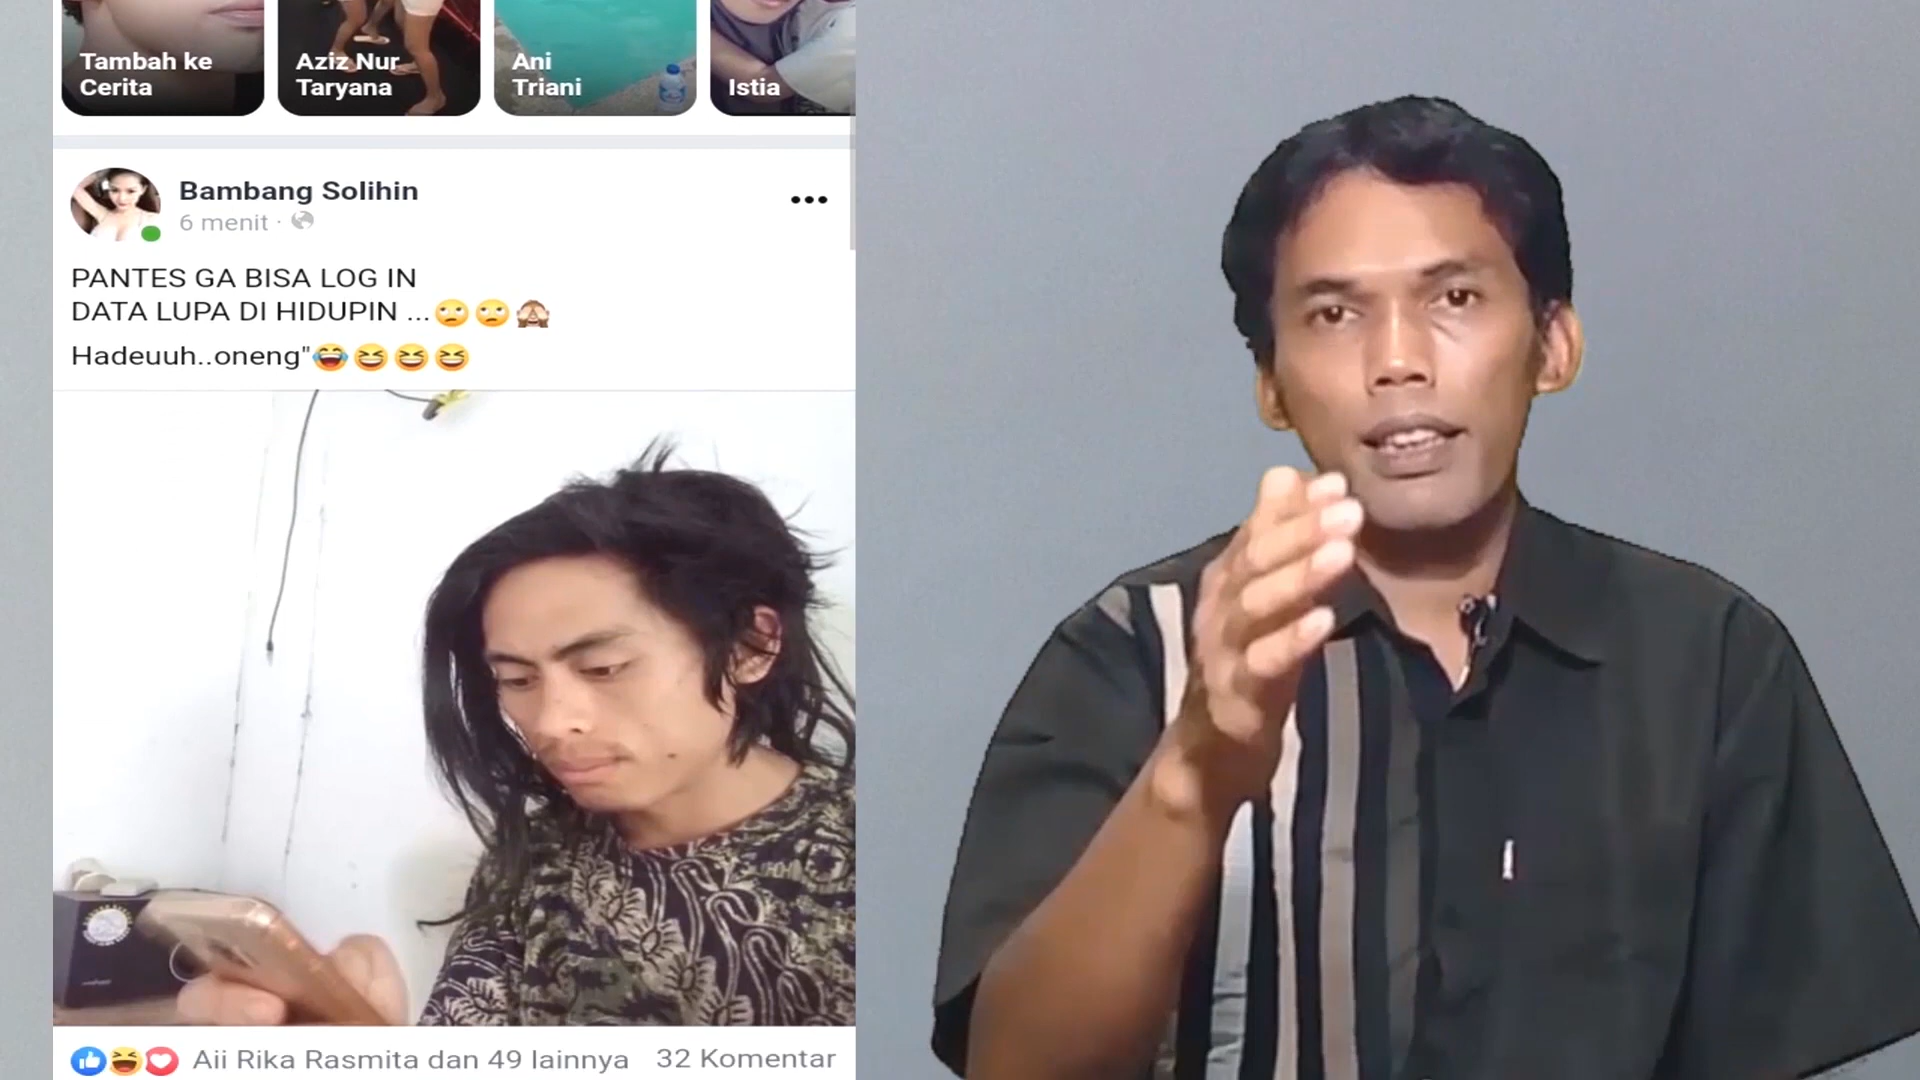 Tambah ke
Cerita
Aziz Nur
Taryana
Ani
Triani
Istia
Bambang Solihin
6 menit ·
PANTES GA BISA LOG IN
DATA LUPA DI HIDUPIN ...🙄🙄🙈
Hadeuuh..oneng"😂😆😆😆
Aii Rika Rasmita dan 49 lainnya
32 Komentar